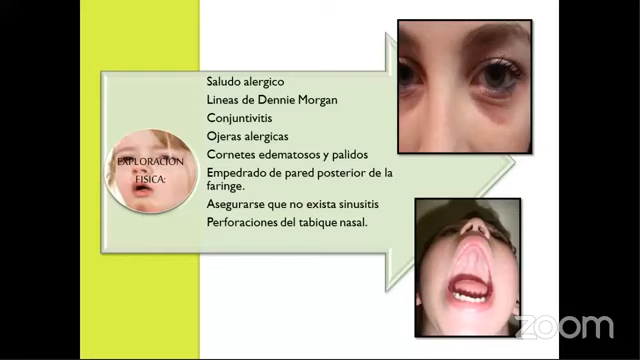 EXPLORACIÓN
FISICA:
Saludo alergico
Lineas de Dennie Morgan
Conjuntivitis
Ojeras alergicas
Cornetes edematosos y palidos
Empedrado de pared posterior de la
faringe.
Asegurarse que no exista sinusitis
Perforaciones del tabique nasal.
zoom